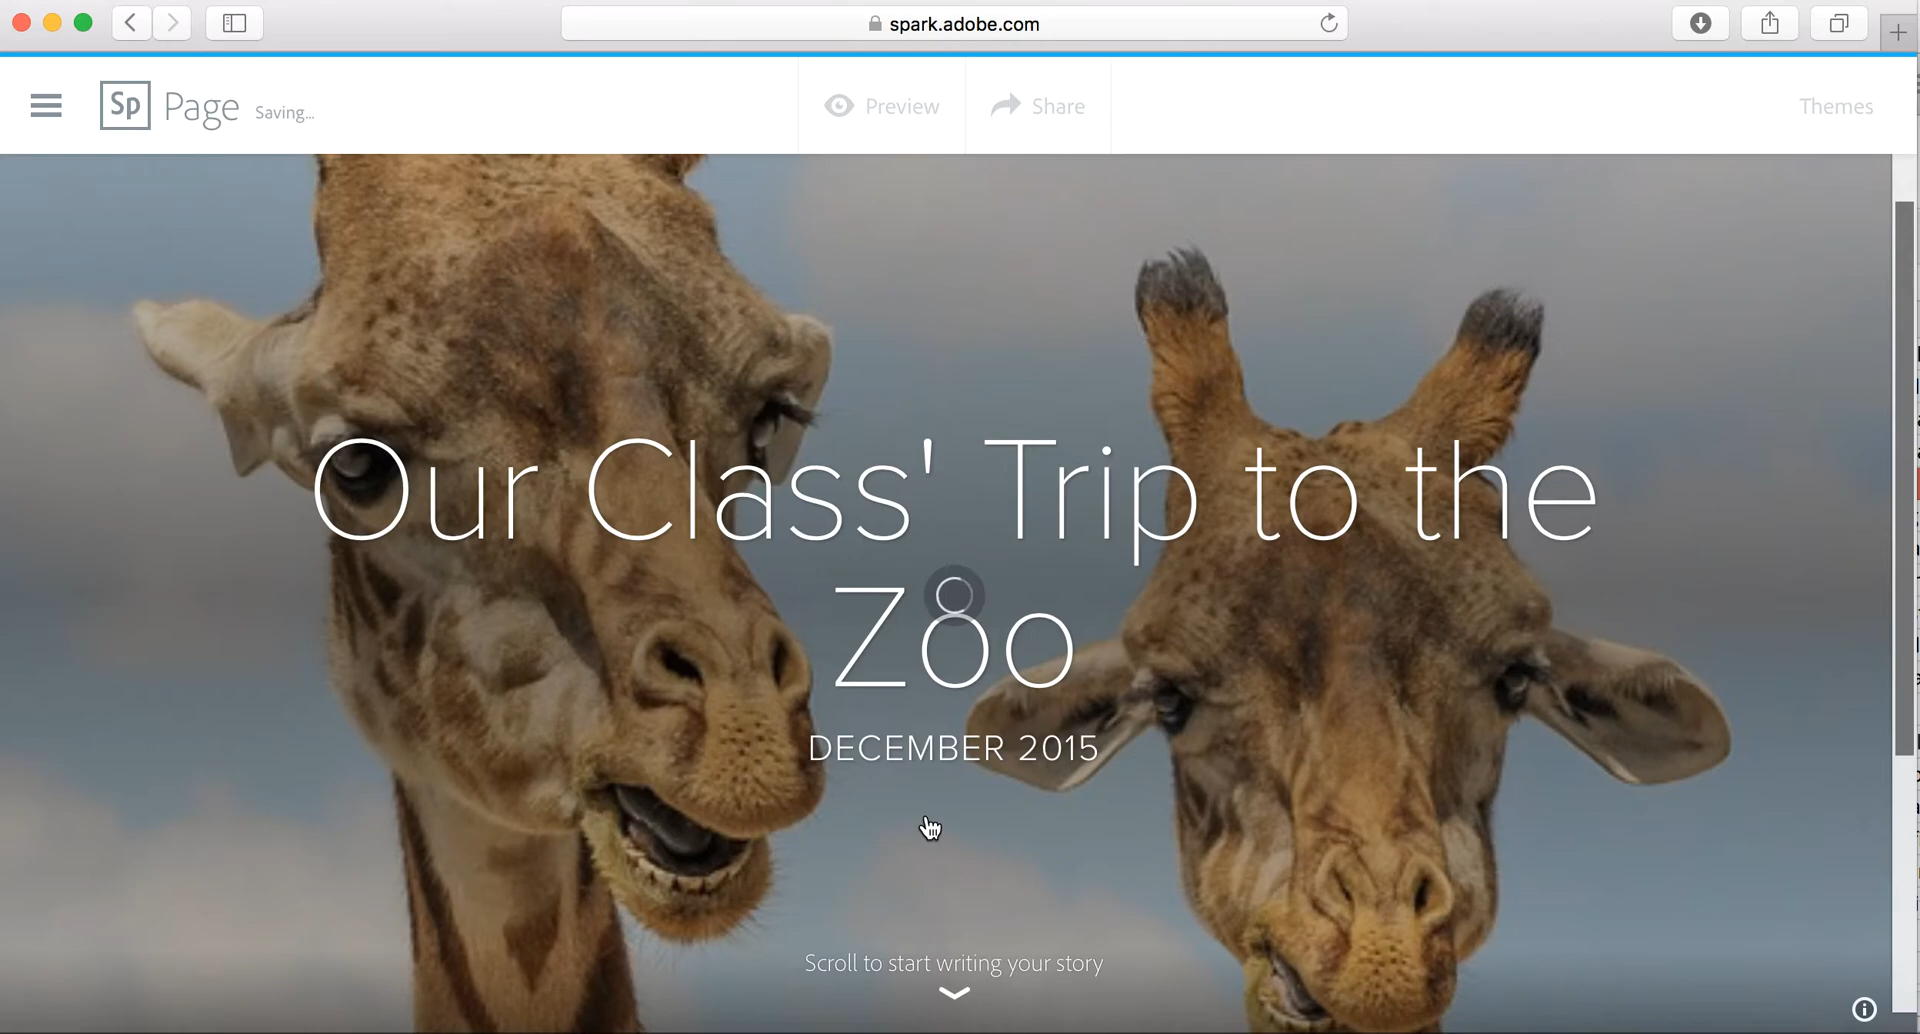 spark.adobe.com
Sp Page Saving...
Preview
Share
Themes
Our Class' Trip to the
Zoo
DECEMBER 2015
Scroll to start writing your story